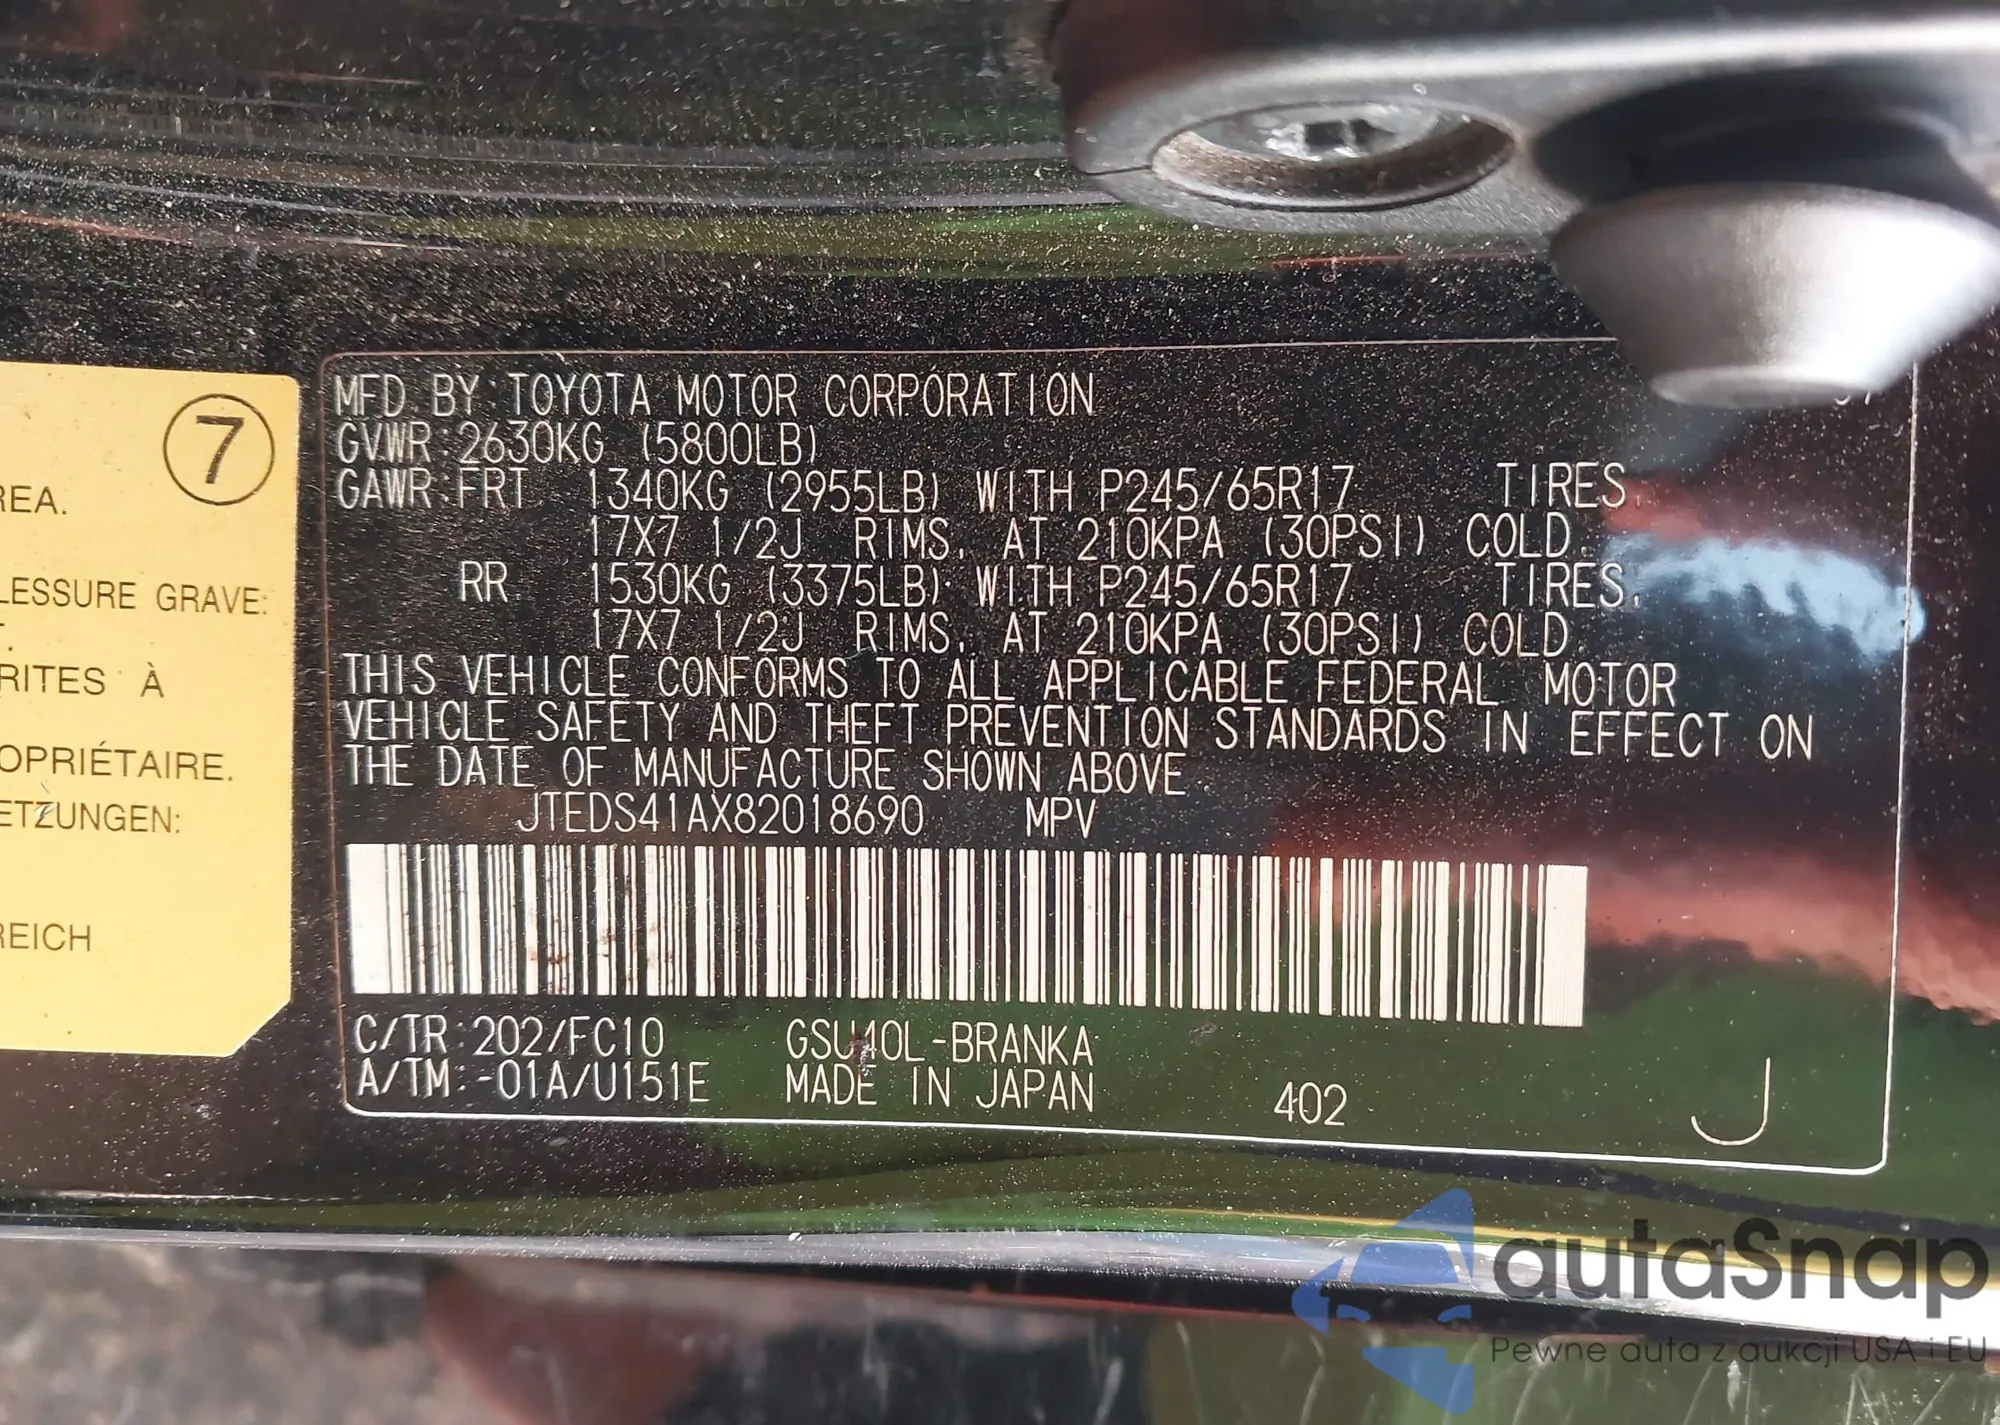 7
REA.
LESSURE GRAVE:
RITES À
OPRIÉTAIRE.
ETZUNGEN:
REICH
MFD. BY: TOYOTA MOTOR CORPORATION
GVWR: 2630KG (5800LB)
GAWR: FRT 1340KG (2955LB) WITH P245/65R17 TIRES,
17X7 1/2J RIMS, AT 210KPA (30PSI) COLD.
RR 1530KG (3375LB) WITH P245/65R17 TIRES,
17X7 1/2J RIMS, AT 210KPA (30PSI) COLD
THIS VEHICLE CONFORMS TO ALL APPLICABLE FEDERAL MOTOR
VEHICLE SAFETY AND THEFT PREVENTION STANDARDS IN EFFECT ON
THE DATE OF MANUFACTURE SHOWN ABOVE.
JTEDS41AX82018690 MPV
C/TR: 202/FC10 GSU40L-BRANKA
A/TM: -01A/U151E MADE IN JAPAN 402 J
autaSnap
Pewne auta z aukcji USA i EU